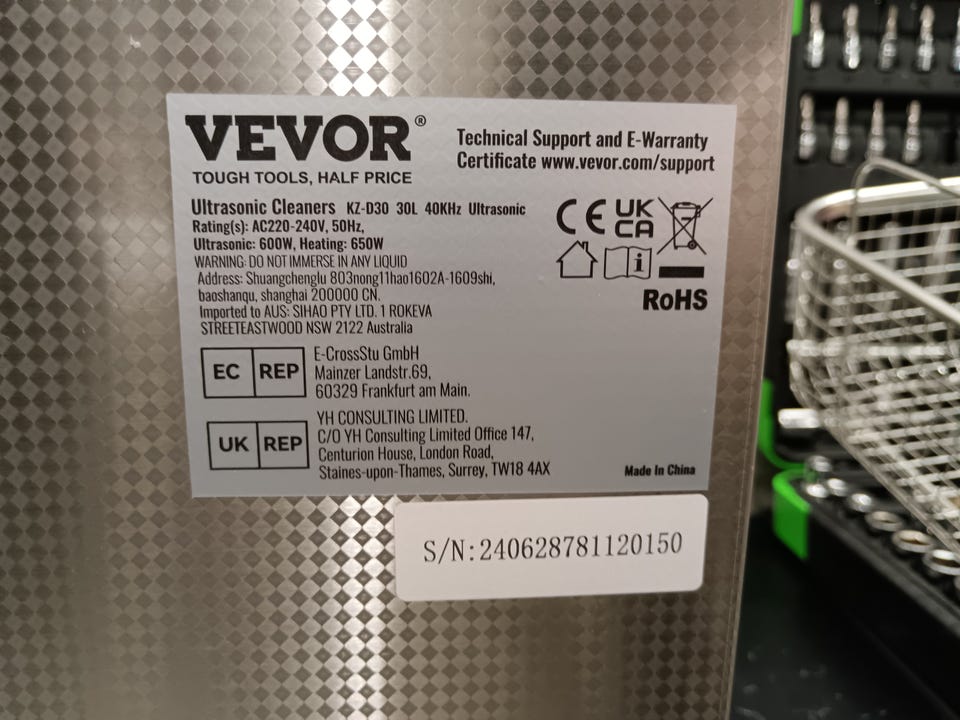 VEVOR®
TOUGH TOOLS, HALF PRICE
Technical Support and E-Warranty
Certificate www.vevor.com/support
Ultrasonic Cleaners KZ-D30 30L 40KHz Ultrasonic
Rating(s): AC220-240V, 50Hz,
Ultrasonic: 600W, Heating: 650W
WARNING: DO NOT IMMERSE IN ANY LIQUID
Address: Shuangchenglu 803nong11hao1602A-1609shi,
baoshanqu, shanghai 200000 CN.
Imported to AUS: SIHAO PTY LTD. 1 ROKEVA
STREETEASTWOOD NSW 2122 Australia
CE UK
CA
i
RoHS
EC REP
E-CrossStu GmbH
Mainzer Landstr.69,
60329 Frankfurt am Main.
UK REP
YH CONSULTING LIMITED.
C/O YH Consulting Limited Office 147,
Centurion House, London Road,
Staines-upon-Thames, Surrey, TW18 4AX
Made In China
S/N:240628781120150